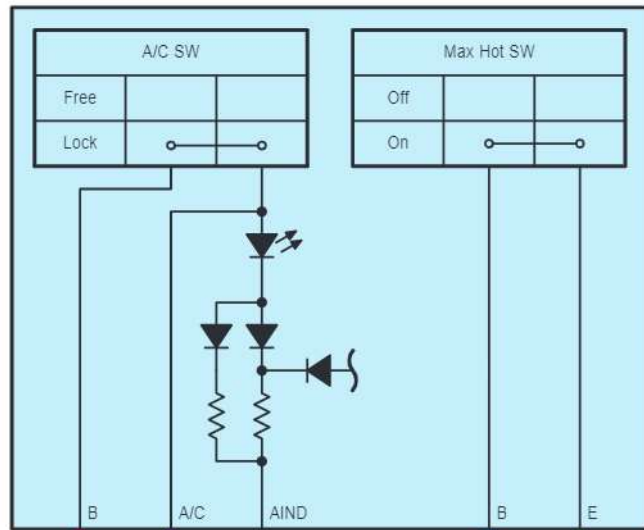 A/C SW
Free
Lock
Max Hot SW
Off
On
B
A/C
AIND
B
E